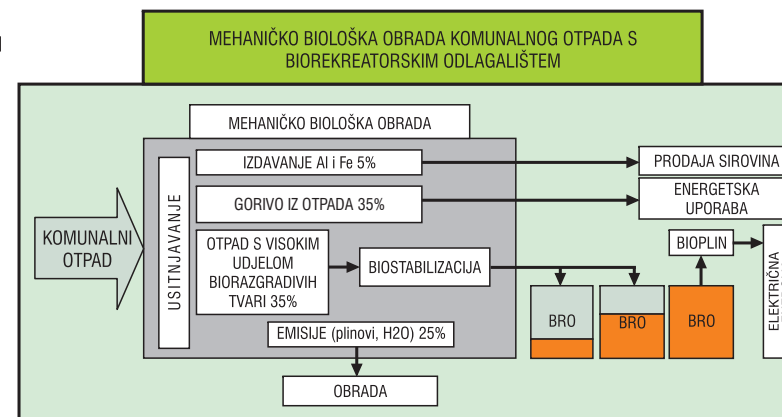 MEHANIČKO BIOLOŠKA OBRADA KOMUNALNOG OTPADA S
BIOREKREATORSKIM ODLAGALIŠTEM
MEHANIČKO BIOLOŠKA OBRADA
KOMUNALNI
OTPAD
USITNJAVANJE
IZDAVANJE Al i Fe 5%
PRODAJA SIROVINA
GORIVO IZ OTPADA 35%
ENERGETSKA
UPORABA
OTPAD S VISOKIM
UDJELOM
BIORAZGRADIVIH
TVARI 35%
BIOSTABILIZACIJA
BIOPLIN
ELEKTRIČNA
BRO
BRO
BRO
EMISIJE (plinovi, H2O) 25%
OBRADA